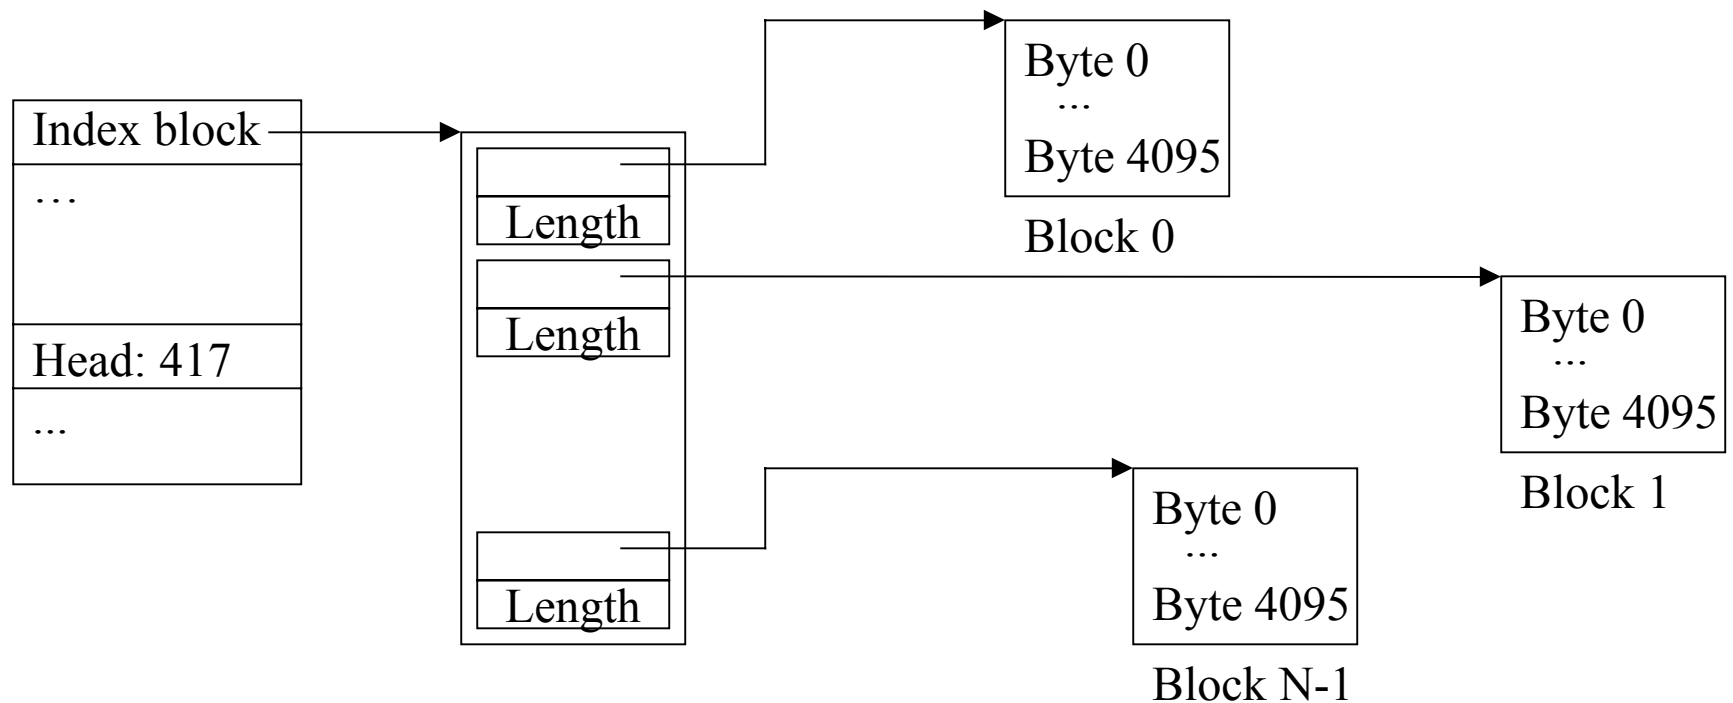 Index block
…
Head: 417
...
Length
Length
Length
Byte 0
...
Byte 4095
Block 0
Byte 0
...
Byte 4095
Block 1
Byte 0
...
Byte 4095
Block N-1